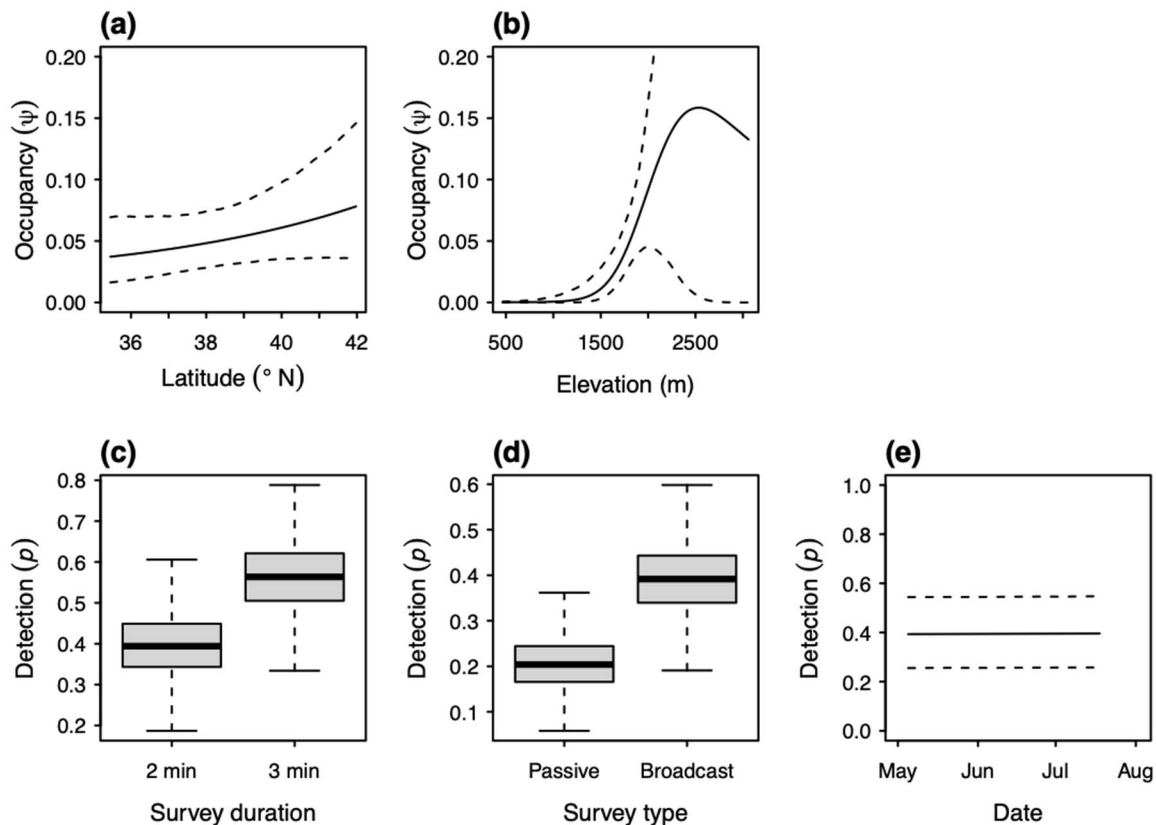 (a)
0.20
0.15
0.10
0.05
0.00
Occupancy (ψ)
36 38 40 42
Latitude (° N)
(b)
0.20
0.15
0.10
0.05
0.00
Occupancy (ψ)
500 1500 2500
Elevation (m)
(c)
0.8
0.7
0.6
0.5
0.4
0.3
0.2
Detection (p)
2 min 3 min
Survey duration
(d)
0.6
0.5
0.4
0.3
0.2
0.1
Detection (p)
Passive Broadcast
Survey type
(e)
1.0
0.8
0.6
0.4
0.2
0.0
Detection (p)
May Jun Jul Aug
Date